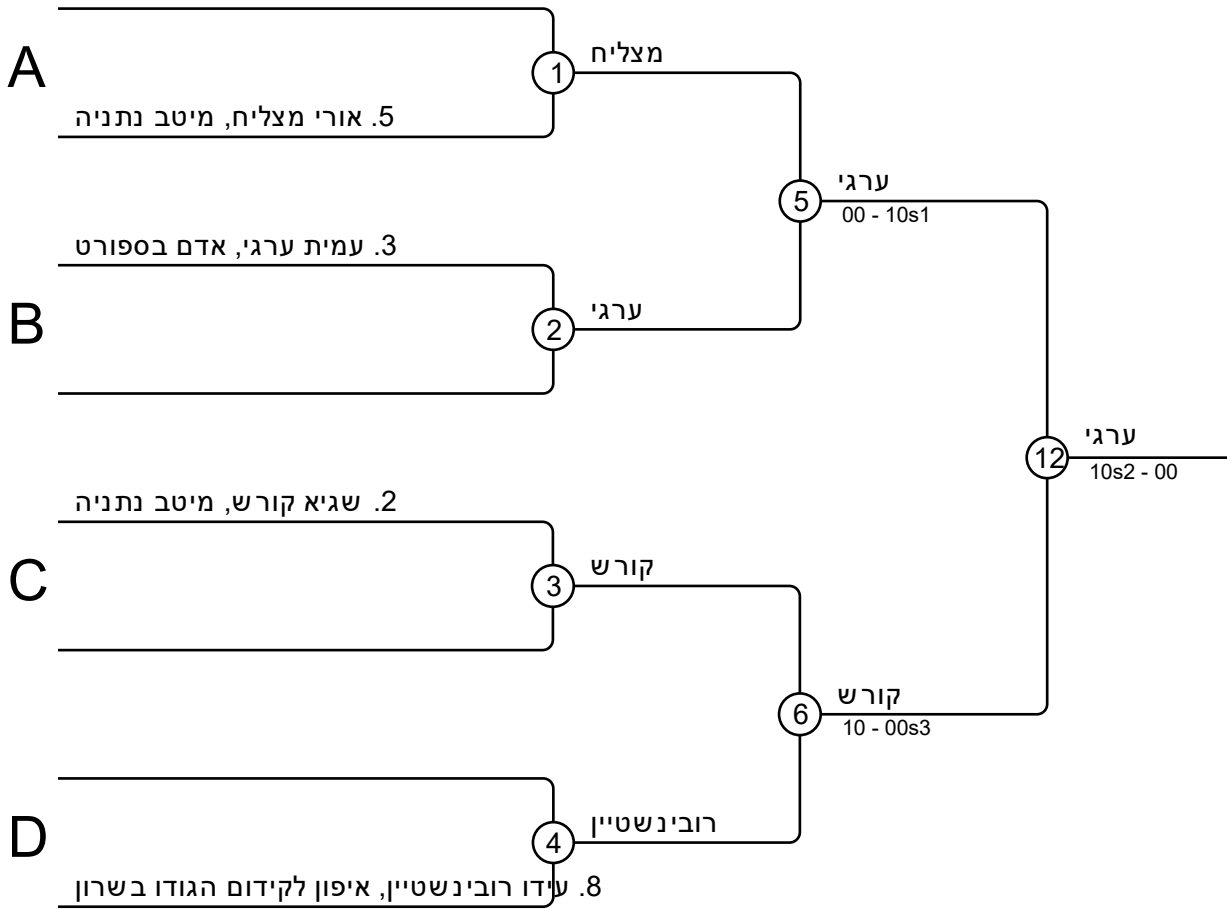 A
1
מצליח
5. אורי מצליח, מיטב נתניה
5
ערגי
00 - 10s1
3. עמית ערגי, אדם בספורט
B
2
ערגי
12
ערגי
10s2 - 00
2. שגיא קורש, מיטב נתניה
C
3
קורש
6
קורש
10 - 00s3
D
4
רובינשטיין
8. עידו רובינשטיין, איפון לקידום הגודו בשרון